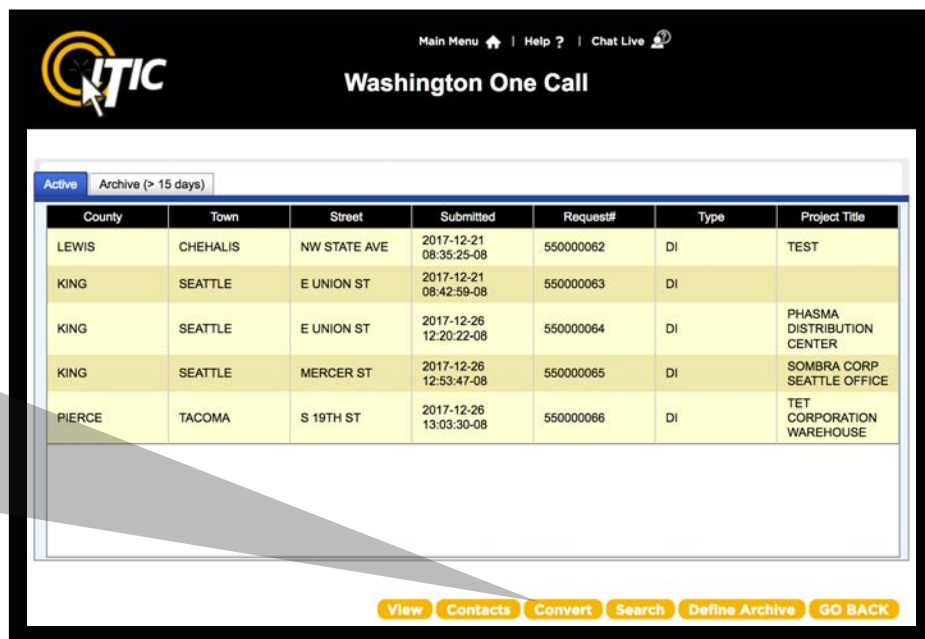 Main Menu | Help ? | Chat Live
ITIC
Washington One Call
Active Archive (> 15 days)
County Town Street Submitted Request# Type Project Title
LEWIS CHEHALIS NW STATE AVE 2017-12-21 08:35:25-08 550000062 DI TEST
KING SEATTLE E UNION ST 2017-12-21 08:42:59-08 550000063 DI
KING SEATTLE E UNION ST 2017-12-26 12:20:22-08 550000064 DI PHASMA DISTRIBUTION CENTER
KING SEATTLE MERCER ST 2017-12-26 12:53:47-08 550000065 DI SOMBRA CORP SEATTLE OFFICE
PIERCE TACOMA S 19TH ST 2017-12-26 13:03:30-08 550000066 DI TET CORPORATION WAREHOUSE
View Contacts Convert Search Define Archive GO BACK